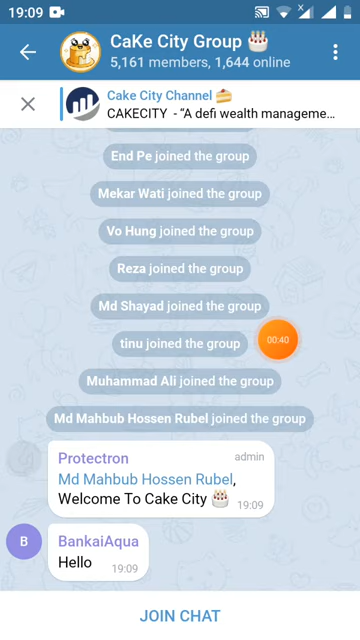 19:09
CaKe City Group 🎂
5,161 members, 1,644 online
Cake City Channel 🍰
CAKECITY - “A defi wealth manageme…
End Pe joined the group
Mekar Wati joined the group
Vo Hung joined the group
Reza joined the group
Md Shayad joined the group
tinu joined the group
00:40
Muhammad Ali joined the group
Md Mahbub Hossen Rubel joined the group
Protectron admin
Md Mahbub Hossen Rubel,
Welcome To Cake City 🎂 19:09
B
BankaiAqua
Hello 19:09
JOIN CHAT